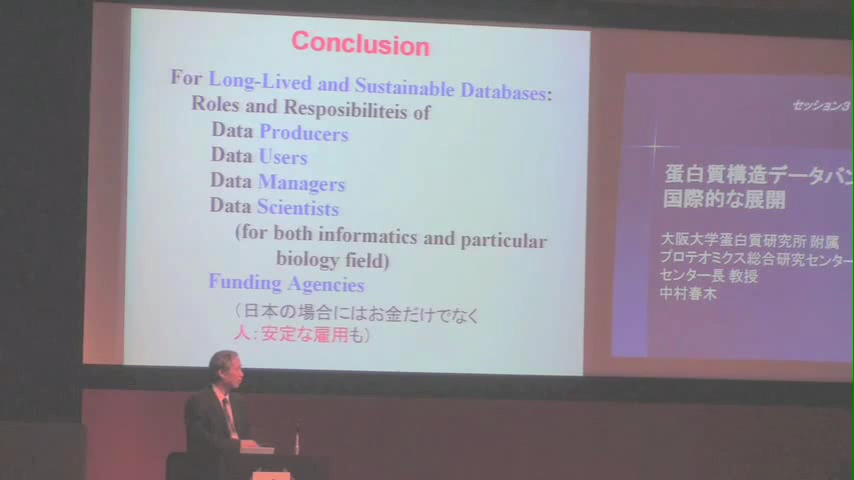 Conclusion
For Long-Lived and Sustainable Databases:
Roles and Resposibiliteis of
Data Producers
Data Users
Data Managers
Data Scientists
(for both informatics and particular
biology field)
Funding Agencies
(日本の場合にはお金だけでなく
人:安定な雇用も)
セッション3
蛋白質構造データバン
国際的な展開
大阪大学蛋白質研究所 附属
プロテオミクス総合研究センター
センター長 教授
中村春木